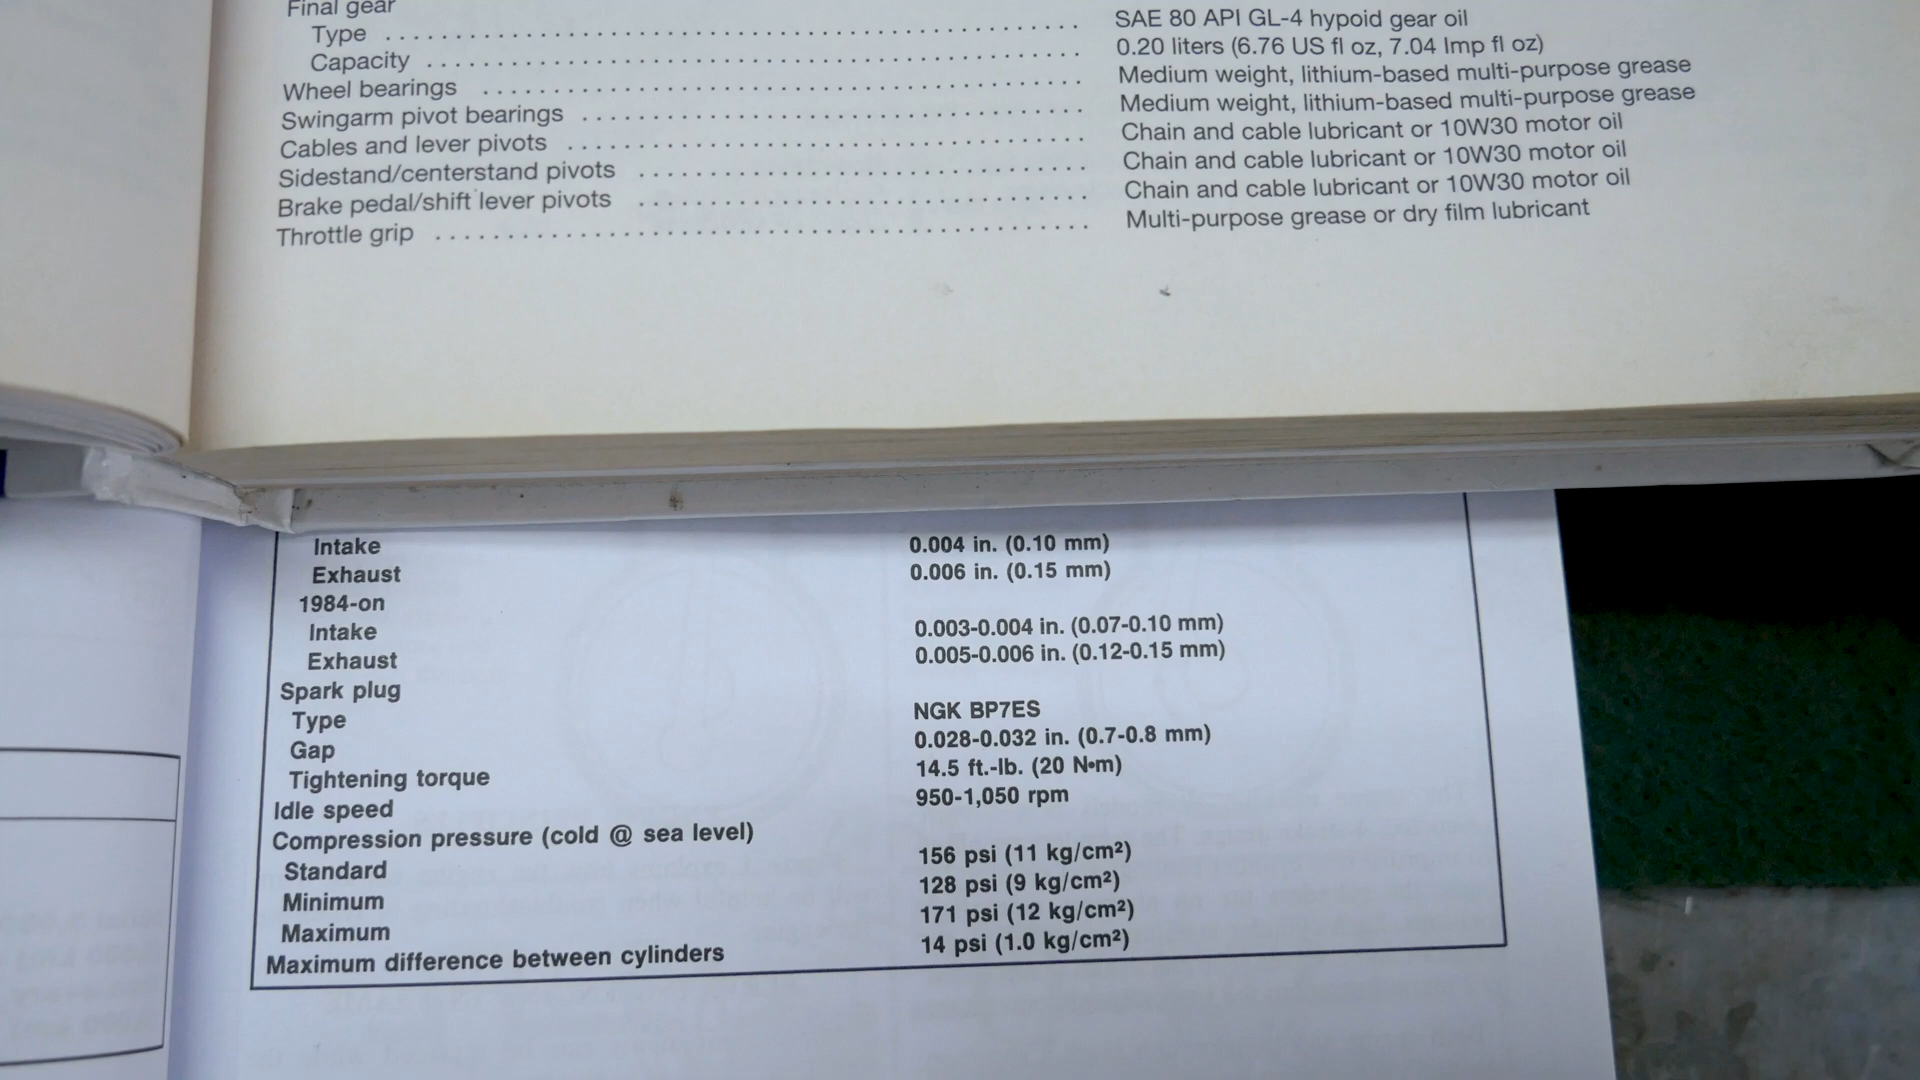 Final gear
Type ........ SAE 80 API GL-4 hypoid gear oil
Capacity ........ 0.20 liters (6.76 US fl oz, 7.04 Imp fl oz)
Wheel bearings ........ Medium weight, lithium-based multi-purpose grease
Swingarm pivot bearings ........ Medium weight, lithium-based multi-purpose grease
Cables and lever pivots ........ Chain and cable lubricant or 10W30 motor oil
Sidestand/centerstand pivots ........ Chain and cable lubricant or 10W30 motor oil
Brake pedal/shift lever pivots ........ Chain and cable lubricant or 10W30 motor oil
Throttle grip ........ Multi-purpose grease or dry film lubricant
Intake 0.004 in. (0.10 mm)
Exhaust 0.006 in. (0.15 mm)
1984-on
Intake 0.003-0.004 in. (0.07-0.10 mm)
Exhaust 0.005-0.006 in. (0.12-0.15 mm)
Spark plug
Type NGK BP7ES
Gap 0.028-0.032 in. (0.7-0.8 mm)
Tightening torque 14.5 ft.-lb. (20 N•m)
Idle speed 950-1,050 rpm
Compression pressure (cold @ sea level)
Standard 156 psi (11 kg/cm²)
Minimum 128 psi (9 kg/cm²)
Maximum 171 psi (12 kg/cm²)
Maximum difference between cylinders 14 psi (1.0 kg/cm²)